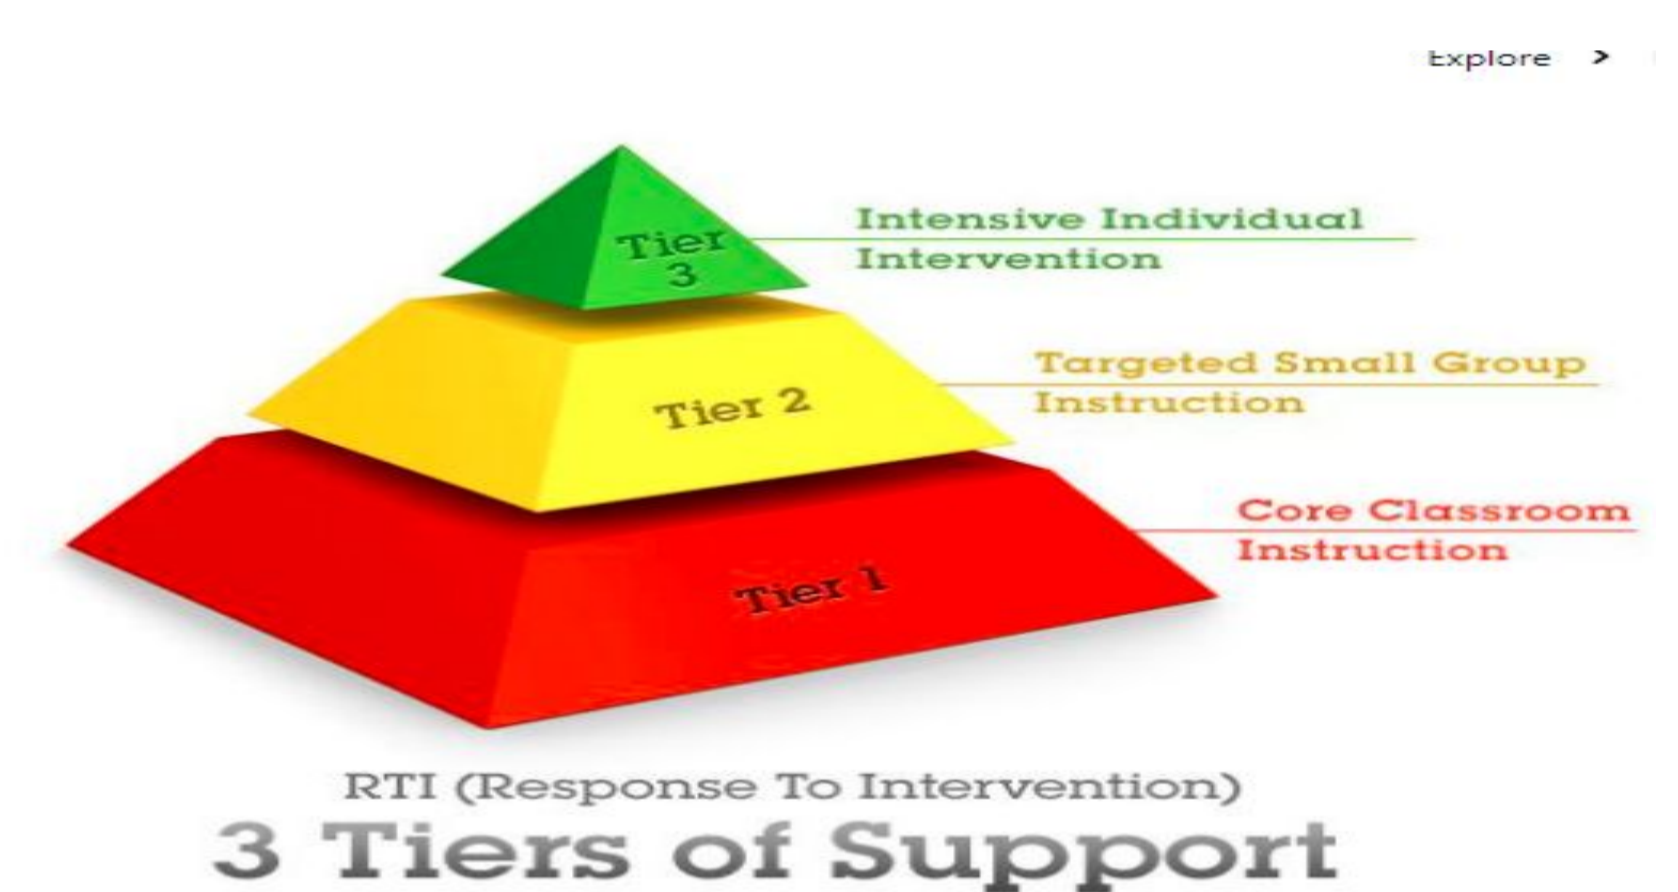 Explore >
Tier
3
Intensive Individual
Intervention
Tier 2
Targeted Small Group
Instruction
Tier 1
Core Classroom
Instruction
RTI (Response To Intervention)
3 Tiers of Support